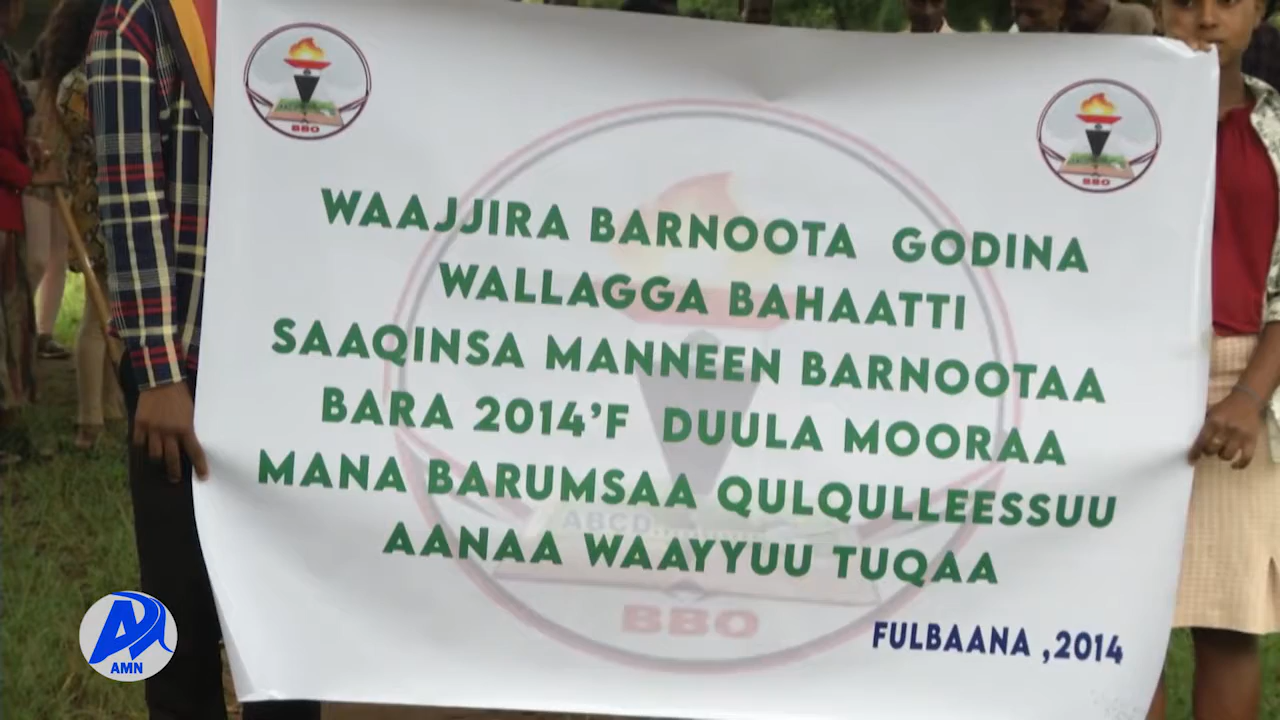 BBO
BBO
WAAJJIRA BARNOOTA GODINA
WALLAGGA BAHAATTI
SAAQINSA MANNEEN BARNOOTAA
BARA 2014'F DUULA MOORAA
MANA BARUMSAA QULQULLEESSUU
AANAA WAAYYUU TUQAA
ABCD
BBO
FULBAANA ,2014
AMN